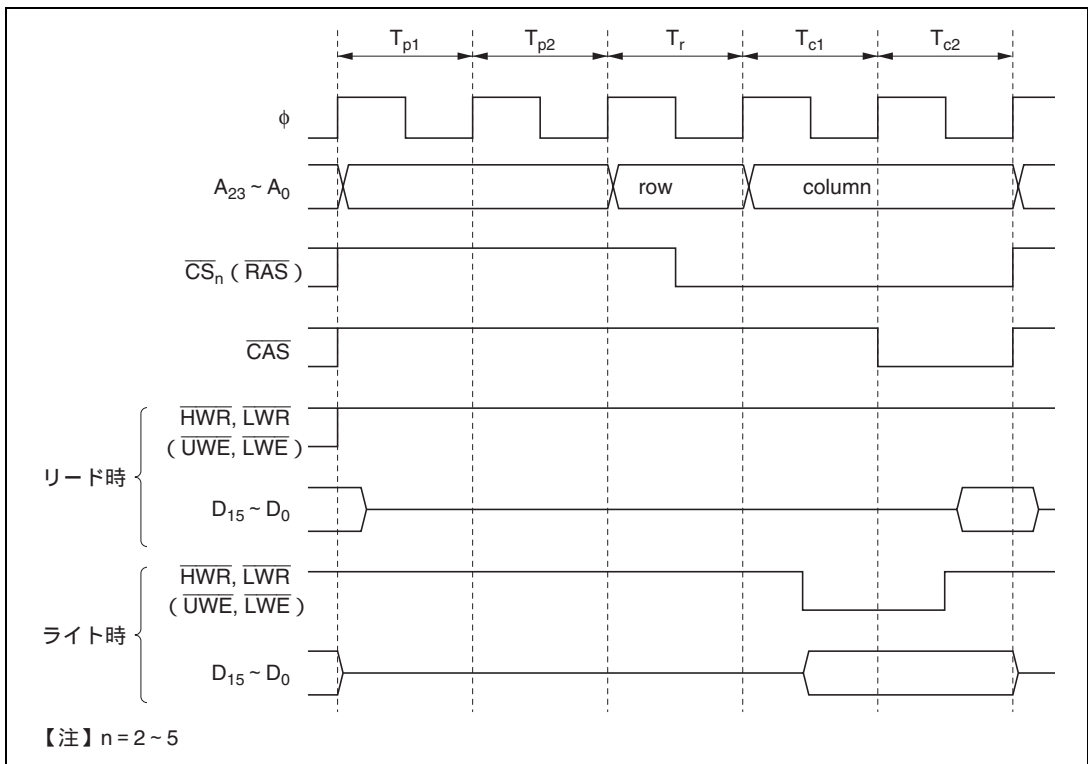 Tp1 Tp2 Tr Tc1 Tc2
φ
A23 ~ A0 row column
CSn ( RAS )
CAS
リード時
HWR, LWR
( UWE, LWE )
D15 ~ D0
ライト時
HWR, LWR
( UWE, LWE )
D15 ~ D0
【注】n = 2 ~ 5